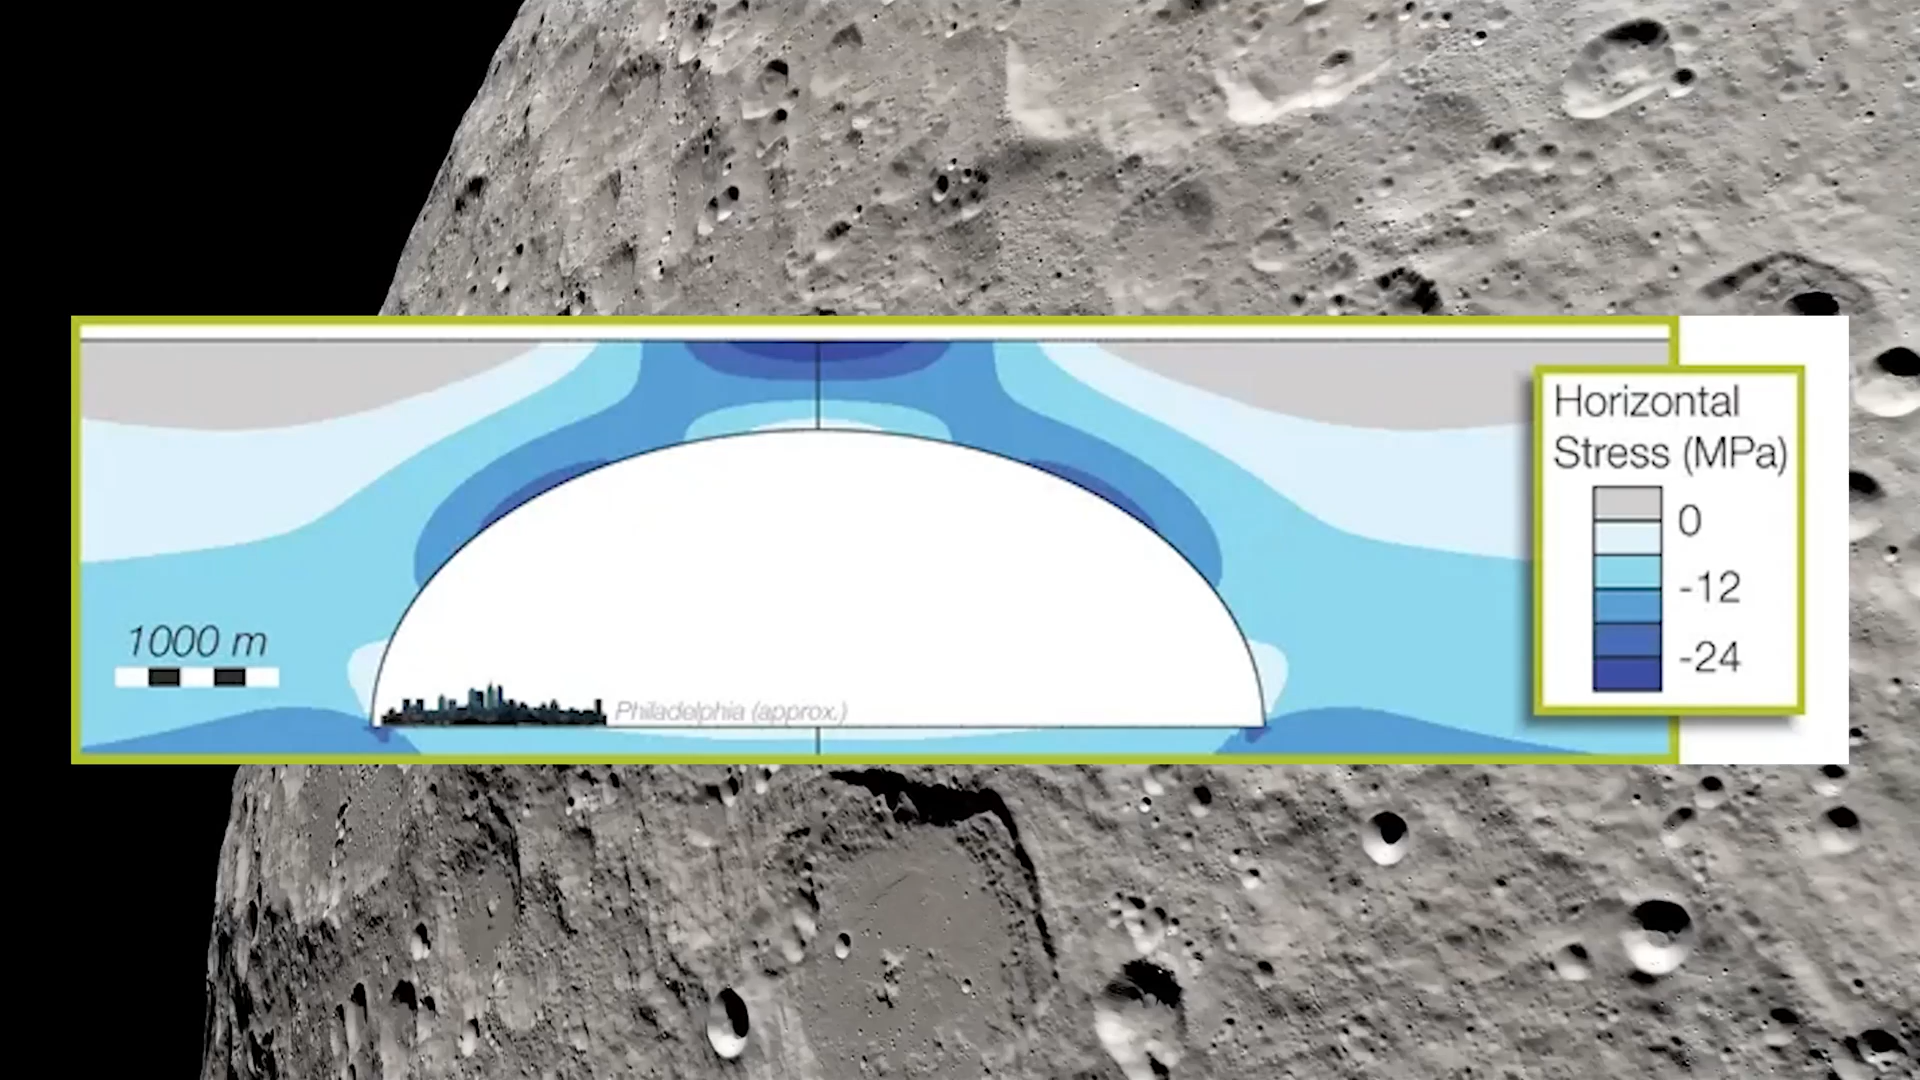 Horizontal
Stress (MPa)
0
-12
-24
1000 m
Philadelphia (approx.)